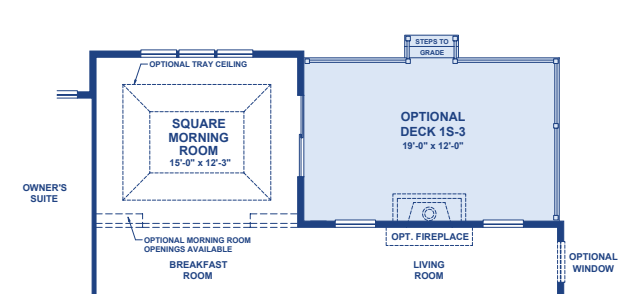 STEPS TO
GRADE
OPTIONAL TRAY CEILING
SQUARE
MORNING
ROOM
15'-0" x 12'-3"
OPTIONAL
DECK 1S-3
19'-0" x 12'-0"
OWNER'S
SUITE
OPTIONAL MORNING ROOM
OPENINGS AVAILABLE
OPT. FIREPLACE
BREAKFAST
ROOM
LIVING
ROOM
OPTIONAL
WINDOW